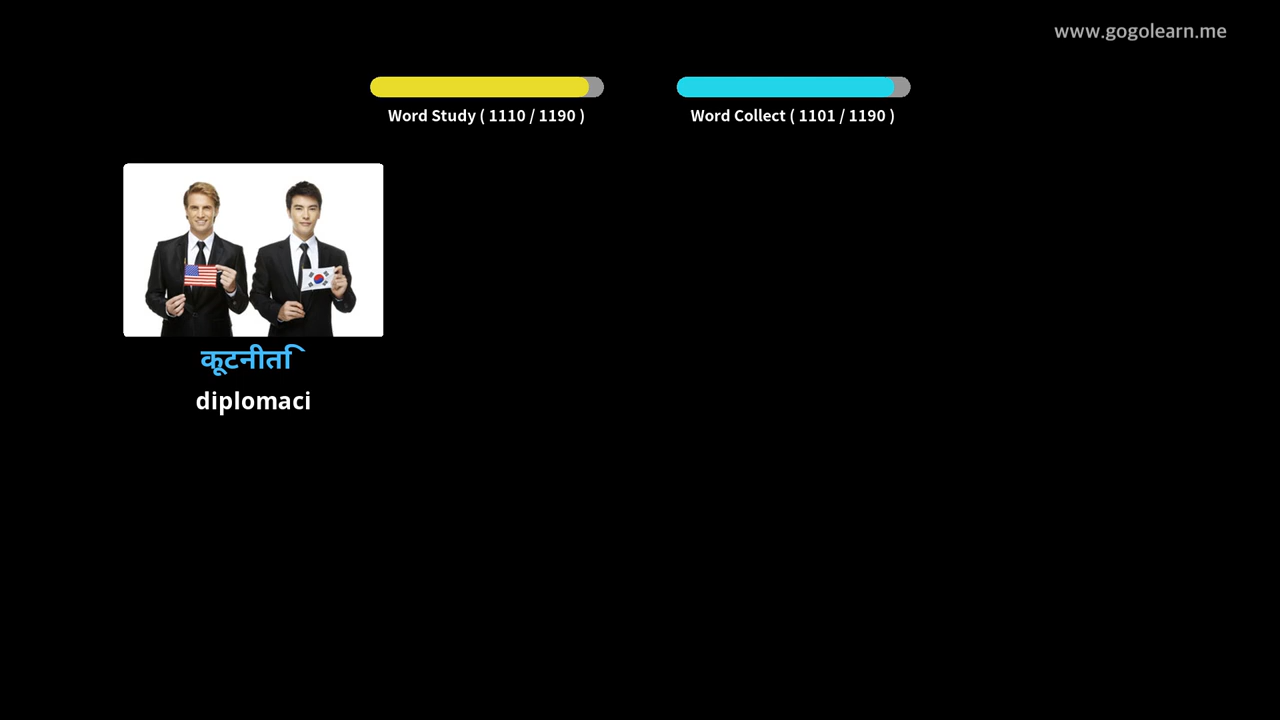 www.gogolearn.me
Word Study ( 1110 / 1190 )
Word Collect ( 1101 / 1190 )
कूटनीति
diplomaci